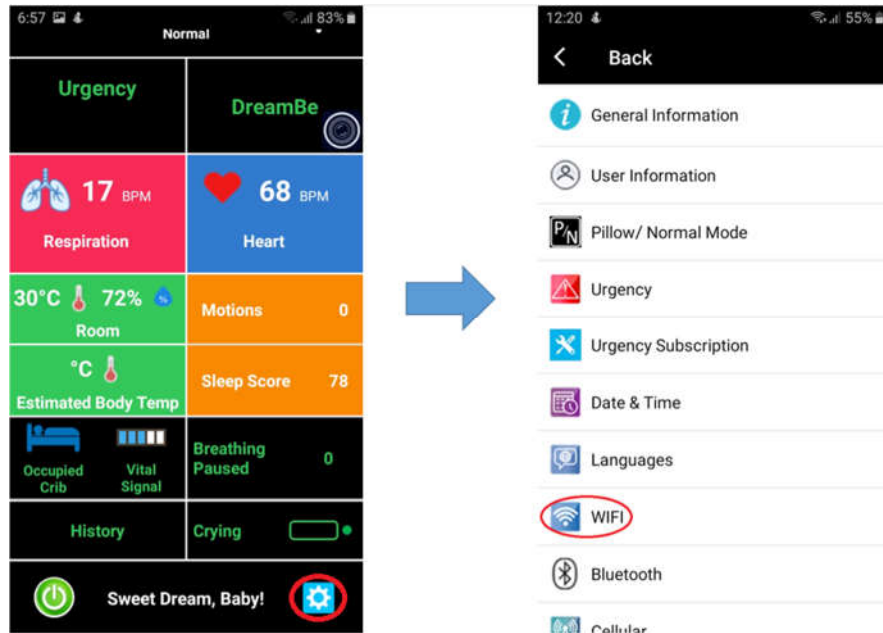 6:57 83%
Normal
Urgency
DreamBe
17 BPM
Respiration
68 BPM
Heart
30°C 72%
Room
Motions 0
°C
Estimated Body Temp
Sleep Score 78
Occupied
Crib
Vital
Signal
Breathing
Paused
0
History
Crying
Sweet Dream, Baby!
12:20 55%
Back
General Information
User Information
P/N Pillow/ Normal Mode
Urgency
Urgency Subscription
Date & Time
Languages
WIFI
Bluetooth
Cellular